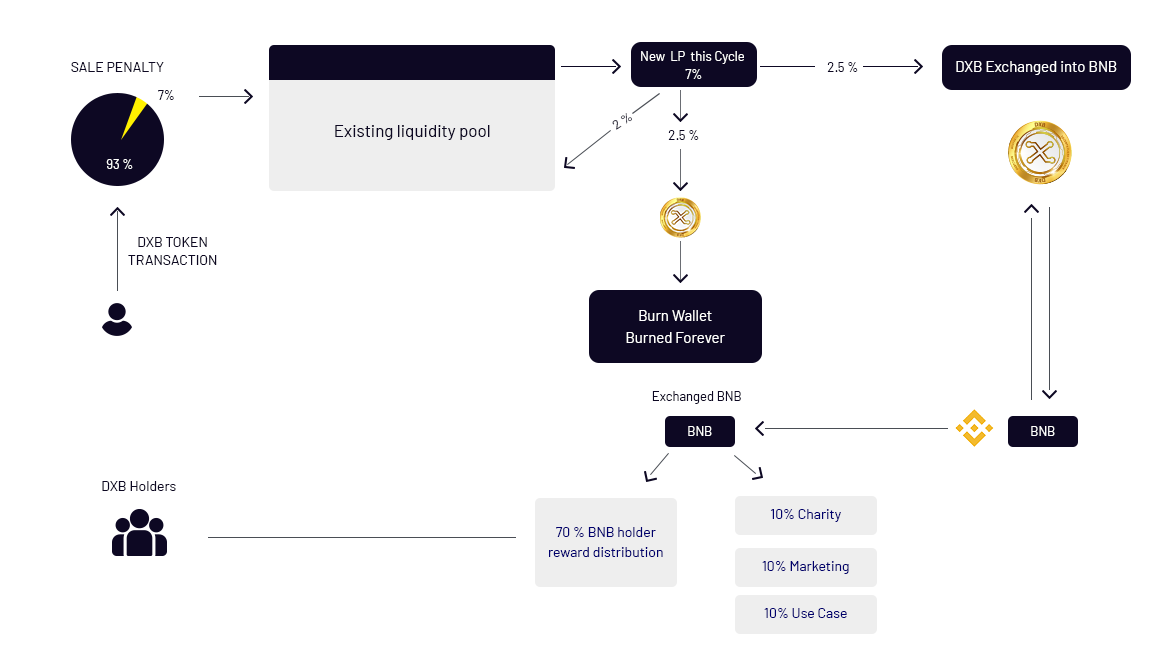 SALE PENALTY
7%
93 %
DXB TOKEN
TRANSACTION
Existing liquidity pool
New LP this Cycle
7%
2 %
2.5 %
2.5 %
DXB Exchanged into BNB
DXB
DXB
Burn Wallet
Burned Forever
Exchanged BNB
BNB
BNB
DXB Holders
70 % BNB holder
reward distribution
10% Charity
10% Marketing
10% Use Case